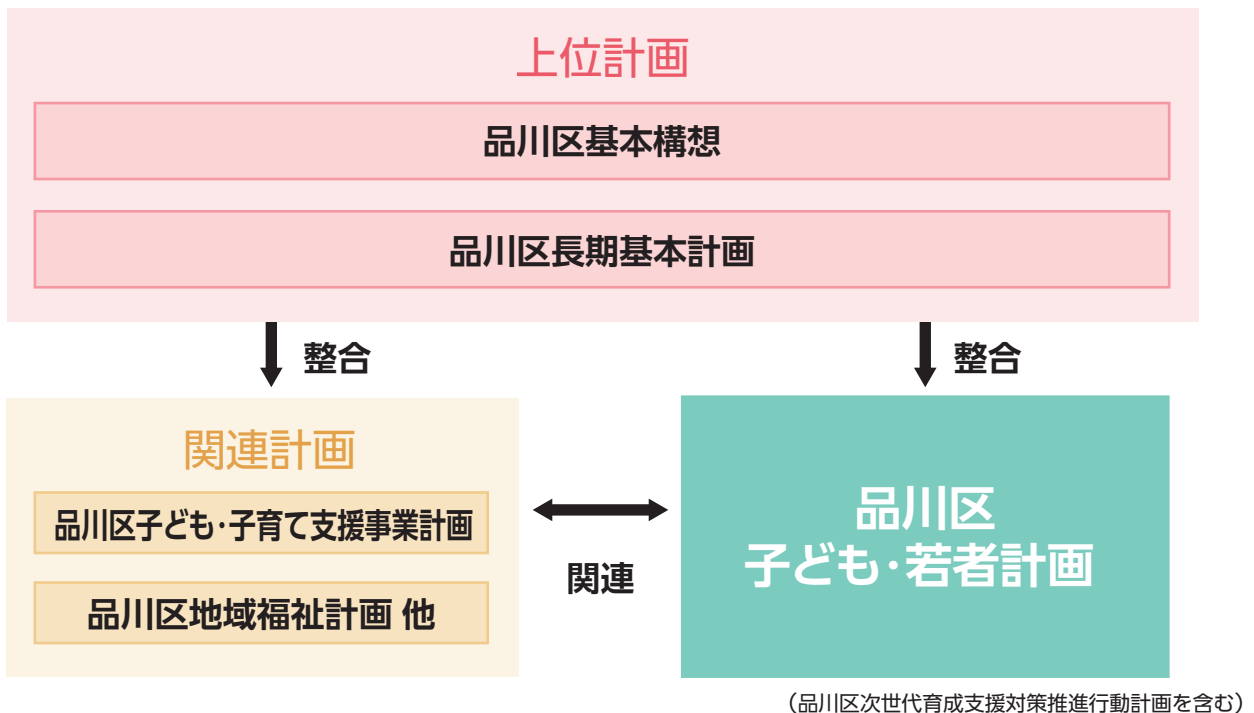 上位計画
品川区基本構想
品川区長期基本計画
整合
整合
関連計画
品川区子ども・子育て支援事業計画
品川区地域福祉計画 他
関連
品川区
子ども・若者計画
（品川区次世代育成支援対策推進行動計画を含む）